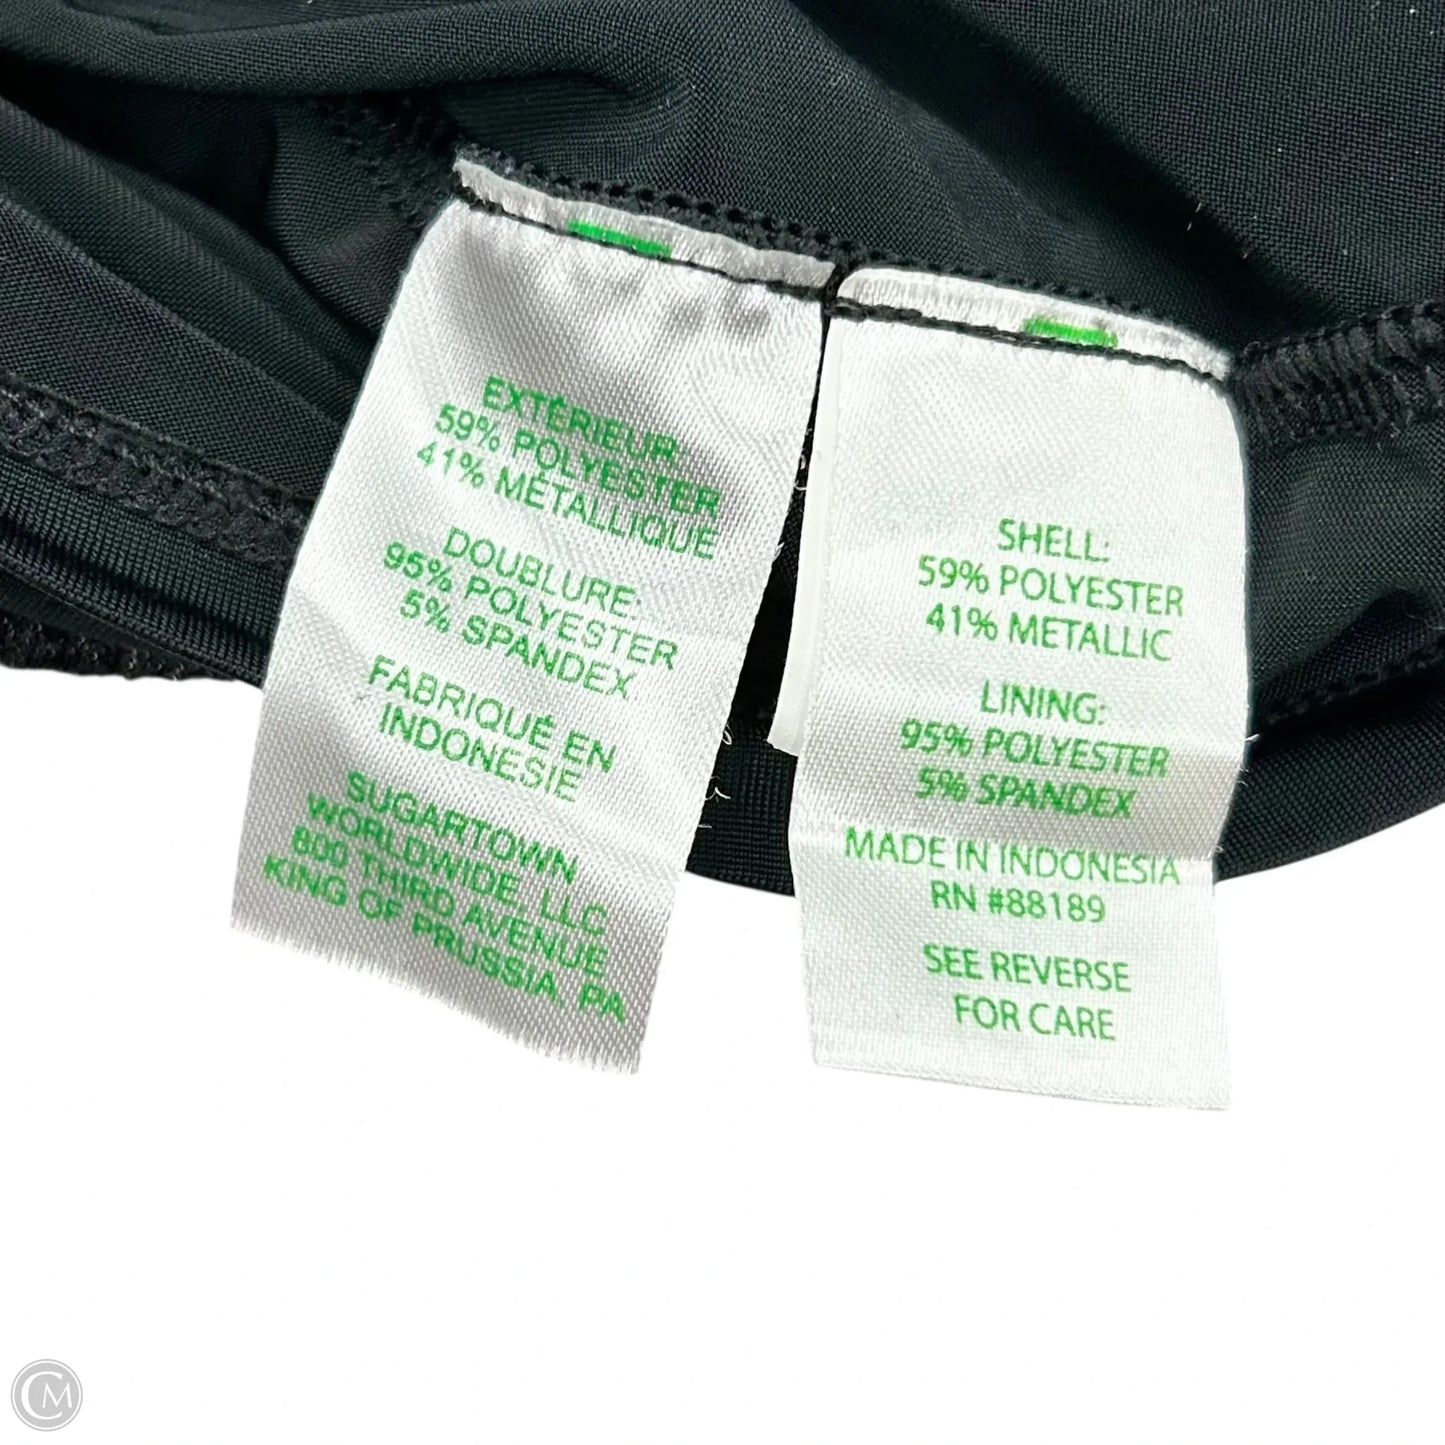 EXTÉRIEUR:
59% POLYESTER
41% MÉTALLIQUE
DOUBLURE:
95% POLYESTER
5% SPANDEX
FABRIQUÉ EN
INDONESIE
SUGARTOWN
WORLDWIDE, LLC
800 THIRD AVENUE
KING OF PRUSSIA, PA
SHELL:
59% POLYESTER
41% METALLIC
LINING:
95% POLYESTER
5% SPANDEX
MADE IN INDONESIA
RN #88189
SEE REVERSE
FOR CARE
CM